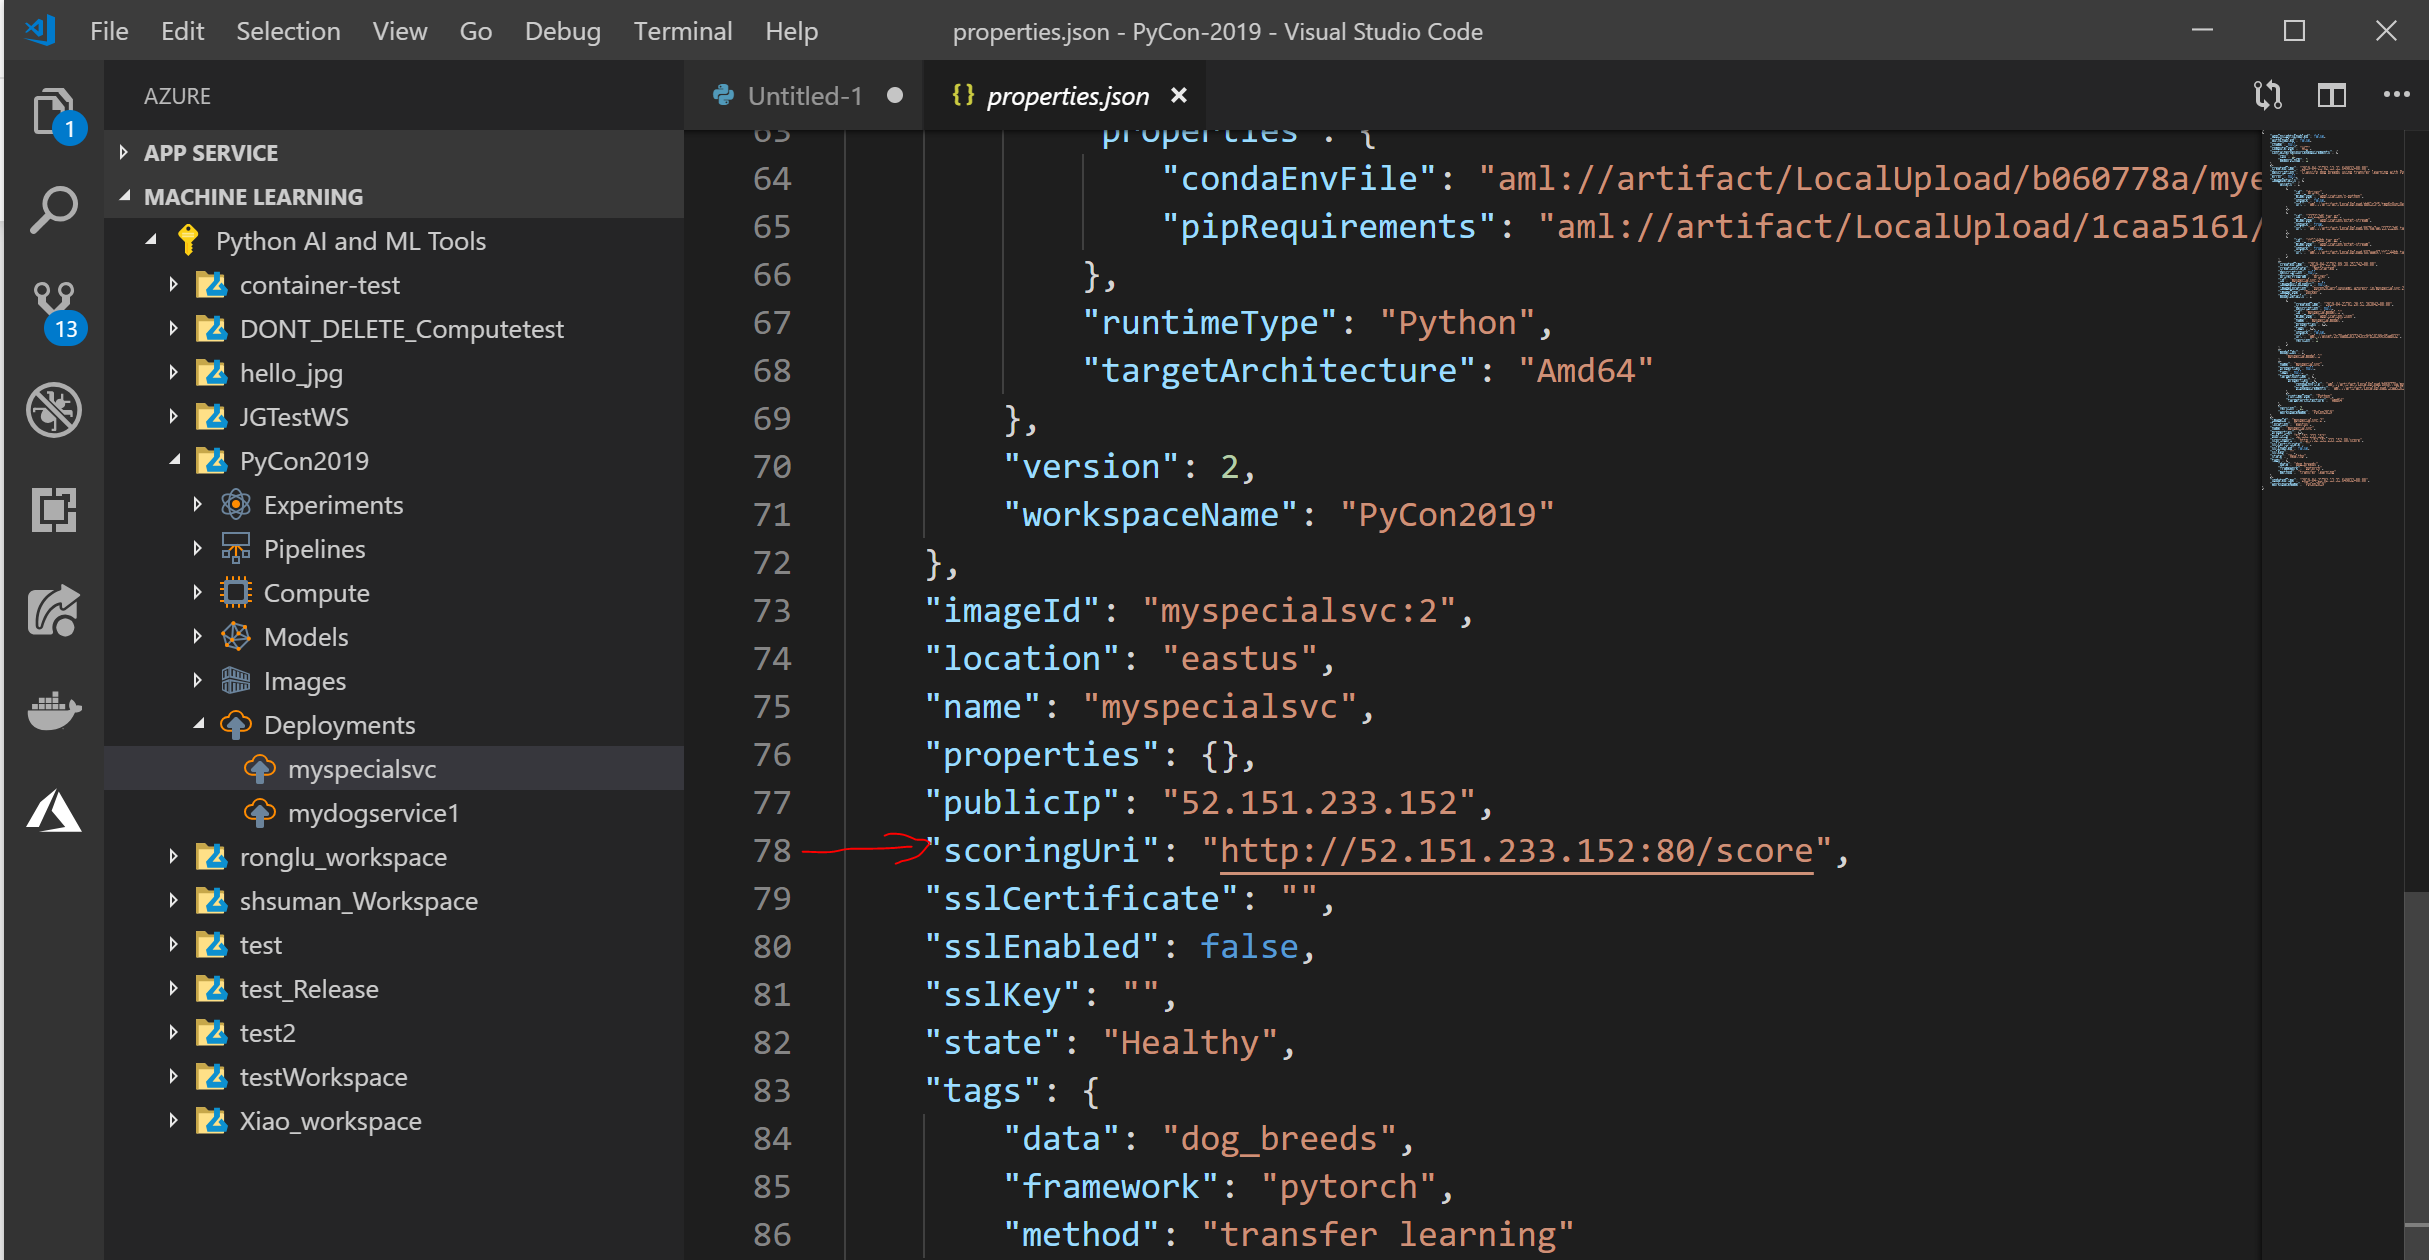 File Edit Selection View Go Debug Terminal Help
properties.json - PyCon-2019 - Visual Studio Code
1
13
AZURE
APP SERVICE
MACHINE LEARNING
Python AI and ML Tools
container-test
DONT_DELETE_Computetest
hello_jpg
JGTestWS
PyCon2019
Experiments
Pipelines
Compute
Models
Images
Deployments
myspecialsvc
mydogservice1
ronglu_workspace
shsuman_Workspace
test
test_Release
test2
testWorkspace
Xiao_workspace
Untitled-1
{} properties.json
63 properties : {
64 "condaEnvFile": "aml://artifact/LocalUpload/b060778a/mye
65 "pipRequirements": "aml://artifact/LocalUpload/1caa5161/
66 },
67 "runtimeType": "Python",
68 "targetArchitecture": "Amd64"
69 },
70 "version": 2,
71 "workspaceName": "PyCon2019"
72 },
73 "imageId": "myspecialsvc:2",
74 "location": "eastus",
75 "name": "myspecialsvc",
76 "properties": {},
77 "publicIp": "52.151.233.152",
78 "scoringUri": "http://52.151.233.152:80/score",
79 "sslCertificate": "",
80 "sslEnabled": false,
81 "sslKey": "",
82 "state": "Healthy",
83 "tags": {
84 "data": "dog_breeds",
85 "framework": "pytorch",
86 "method": "transfer learning"